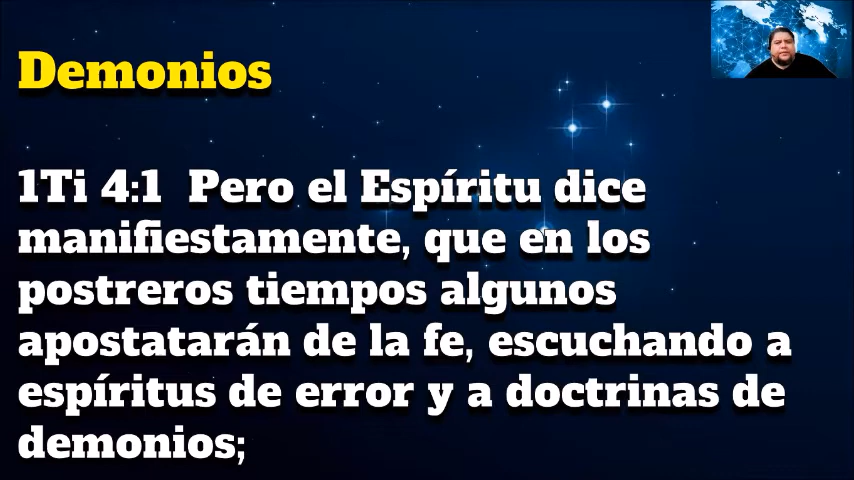 Demonios
1Ti 4:1  Pero el Espíritu dice
manifiestamente, que en los
postreros tiempos algunos
apostatarán de la fe, escuchando a
espíritus de error y a doctrinas de
demonios;